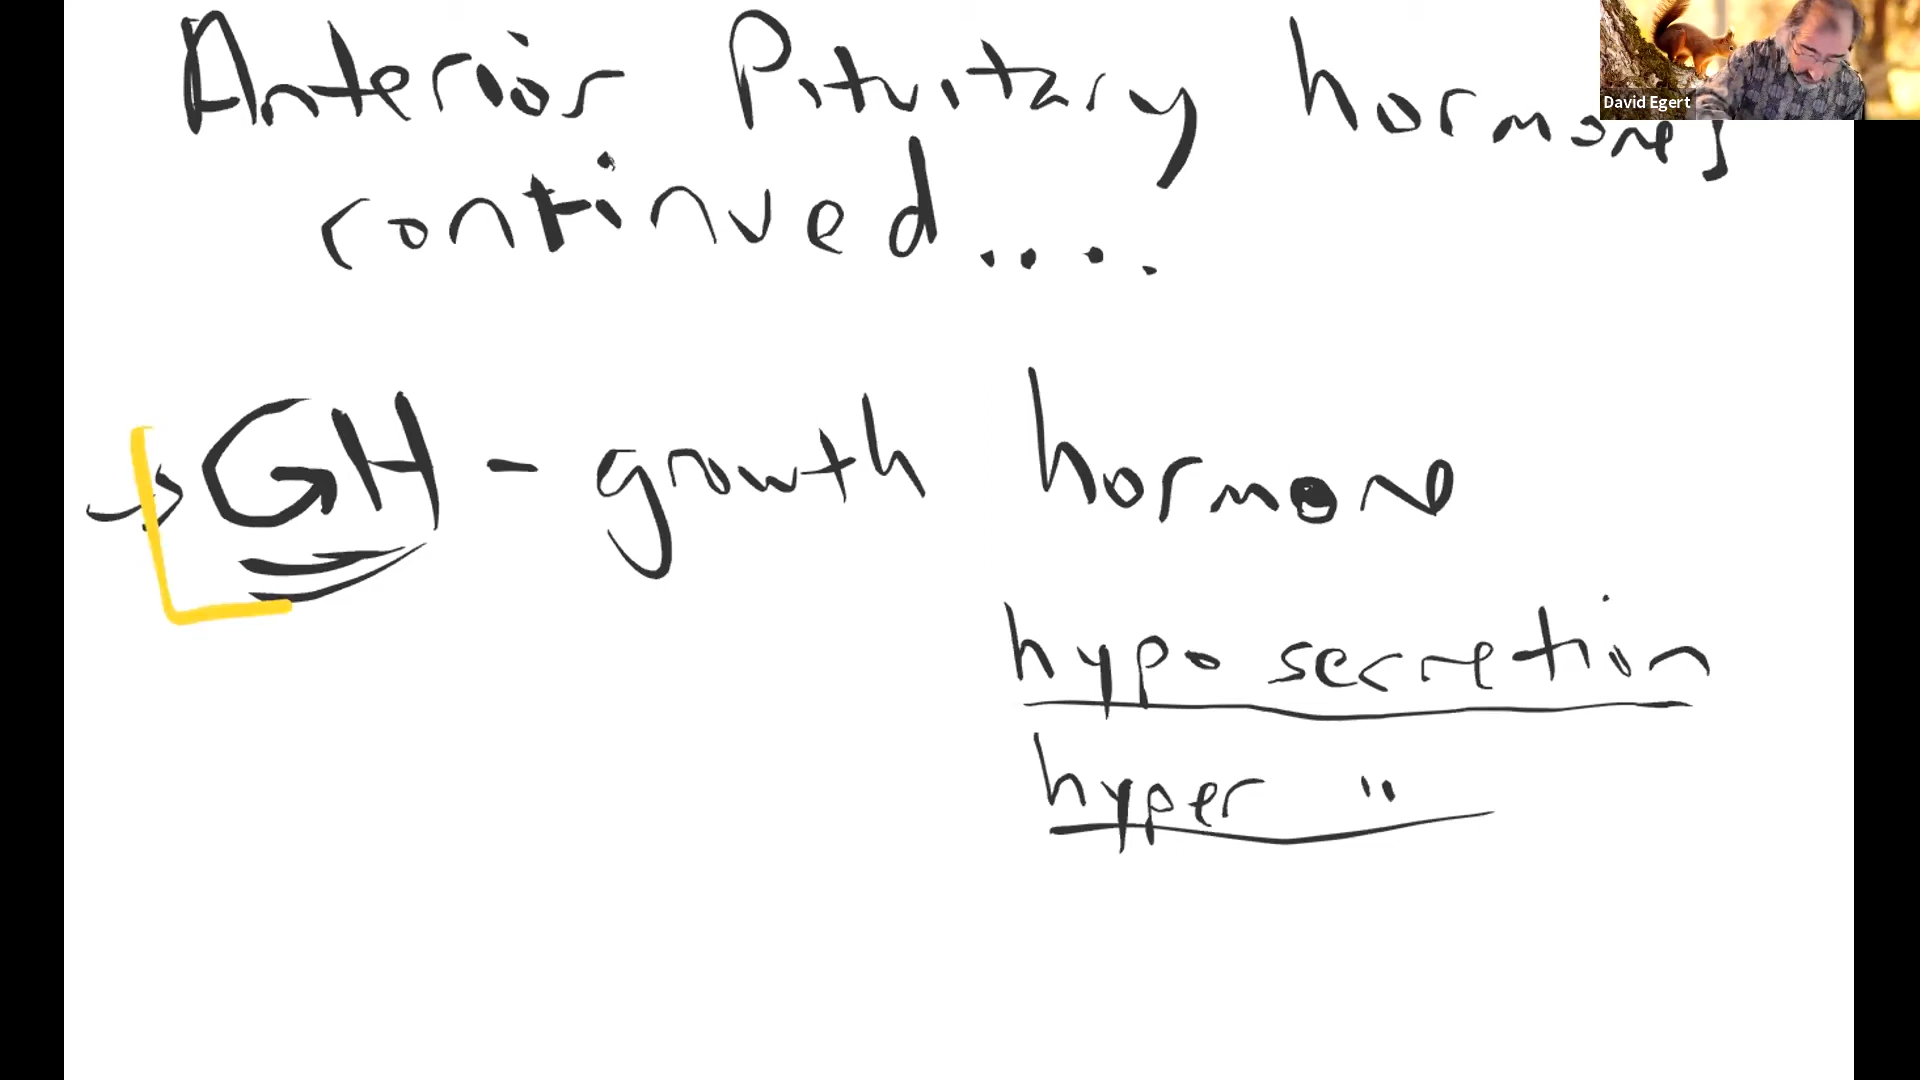 Anterior Pituitary hormones
David Egert
continued....
GH - growth hormone
hypo secretion
hyper "